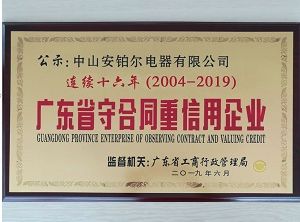 公示：中山安铂尔电器有限公司
连续十六年(2004-2019)
广东省守合同重信用企业
GUANGDONG PROVINCE ENTERPRISE OF OBSERVING CONTRACT AND VALUING CREDIT
监督机关：广东省工商行政管理局
二〇一九年六月